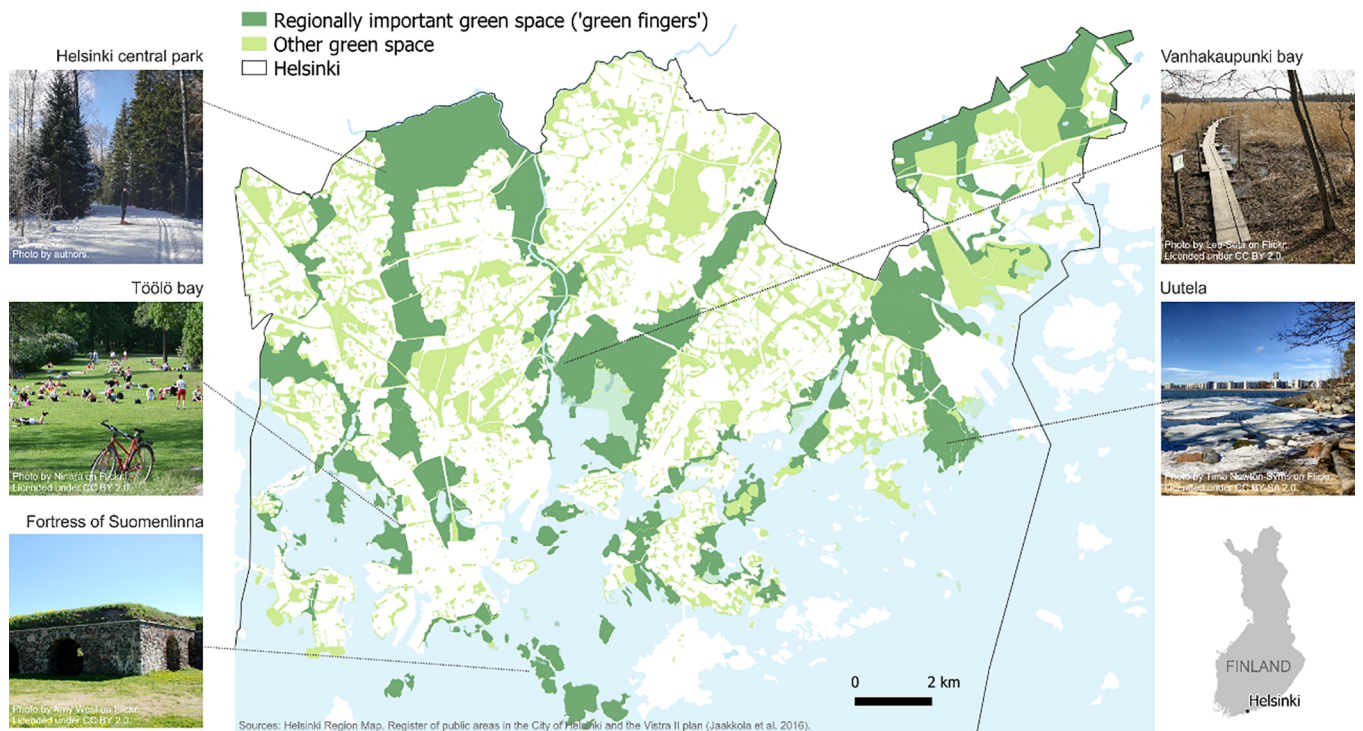 Regionally important green space ('green fingers')
Other green space
Helsinki
Helsinki central park
Photo by authors.
Töölö bay
Photo by Ninara on Flickr.
Licenced under CC BY 2.0.
Fortress of Suomenlinna
Photo by Amy West on Flickr.
Licenced under CC BY 2.0.
Vanhakaupunki bay
Photo by Leo-Seta on Flickr.
Licended under CC BY 2.0.
Uutela
Photo by Timo Newton-Syms on Flickr.
Licenced under CC BY-SA 2.0.
FINLAND
Helsinki
0 2 km
Sources: Helsinki Region Map, Register of public areas in the City of Helsinki and the Vistra II plan (Jaakkola et al. 2016).